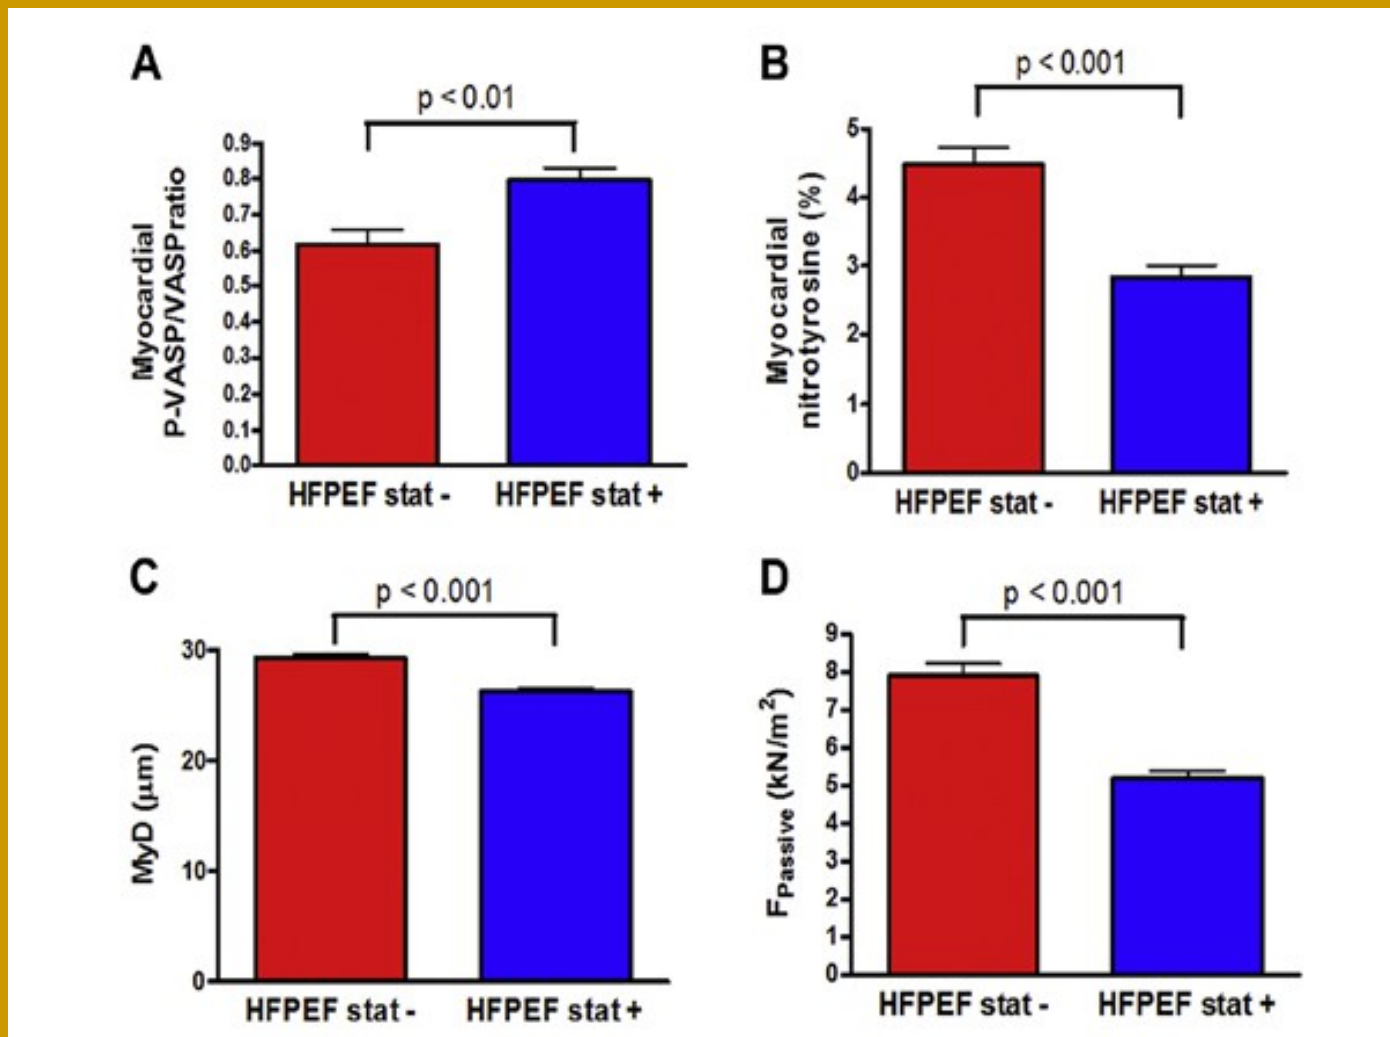 A
p < 0.01
Myocardial
P-VASP/VASP ratio
0.9
0.8
0.7
0.6
0.5
0.4
0.3
0.2
0.1
0.0
HFPEF stat - HFPEF stat +
B
p < 0.001
Myocardial
nitrotyrosine (%)
5
4
3
2
1
0
HFPEF stat - HFPEF stat +
C
p < 0.001
MyD (µm)
30
20
10
0
HFPEF stat - HFPEF stat +
D
p < 0.001
FPassive (kN/m²)
9
8
7
6
5
4
3
2
1
0
HFPEF stat - HFPEF stat +